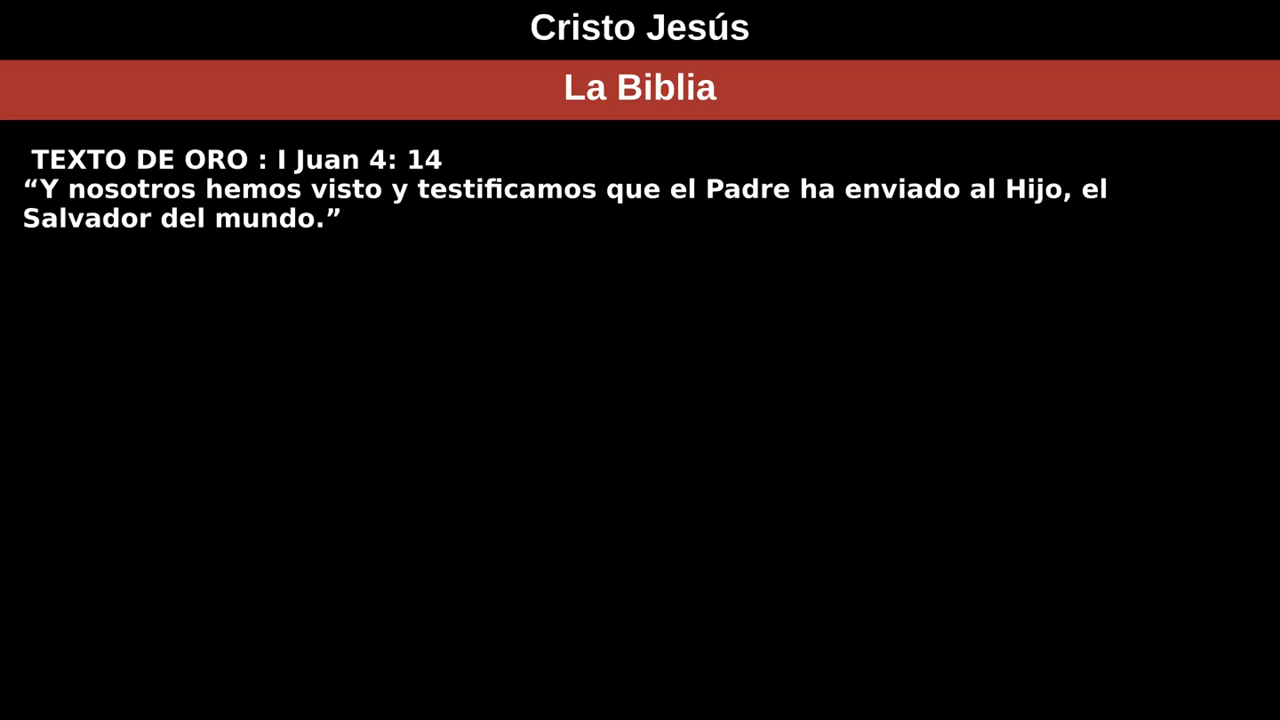 Cristo Jesús
La Biblia
TEXTO DE ORO : I Juan 4: 14
“Y nosotros hemos visto y testificamos que el Padre ha enviado al Hijo, el
Salvador del mundo.”